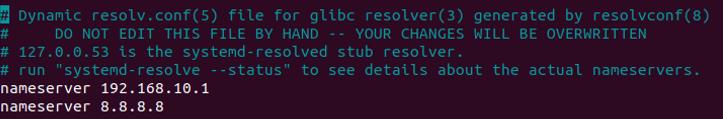 # Dynamic resolv.conf(5) file for glibc resolver(3) generated by resolvconf(8)
#     DO NOT EDIT THIS FILE BY HAND -- YOUR CHANGES WILL BE OVERWRITTEN
# 127.0.0.53 is the systemd-resolved stub resolver.
# run "systemd-resolve --status" to see details about the actual nameservers.
nameserver 192.168.10.1
nameserver 8.8.8.8